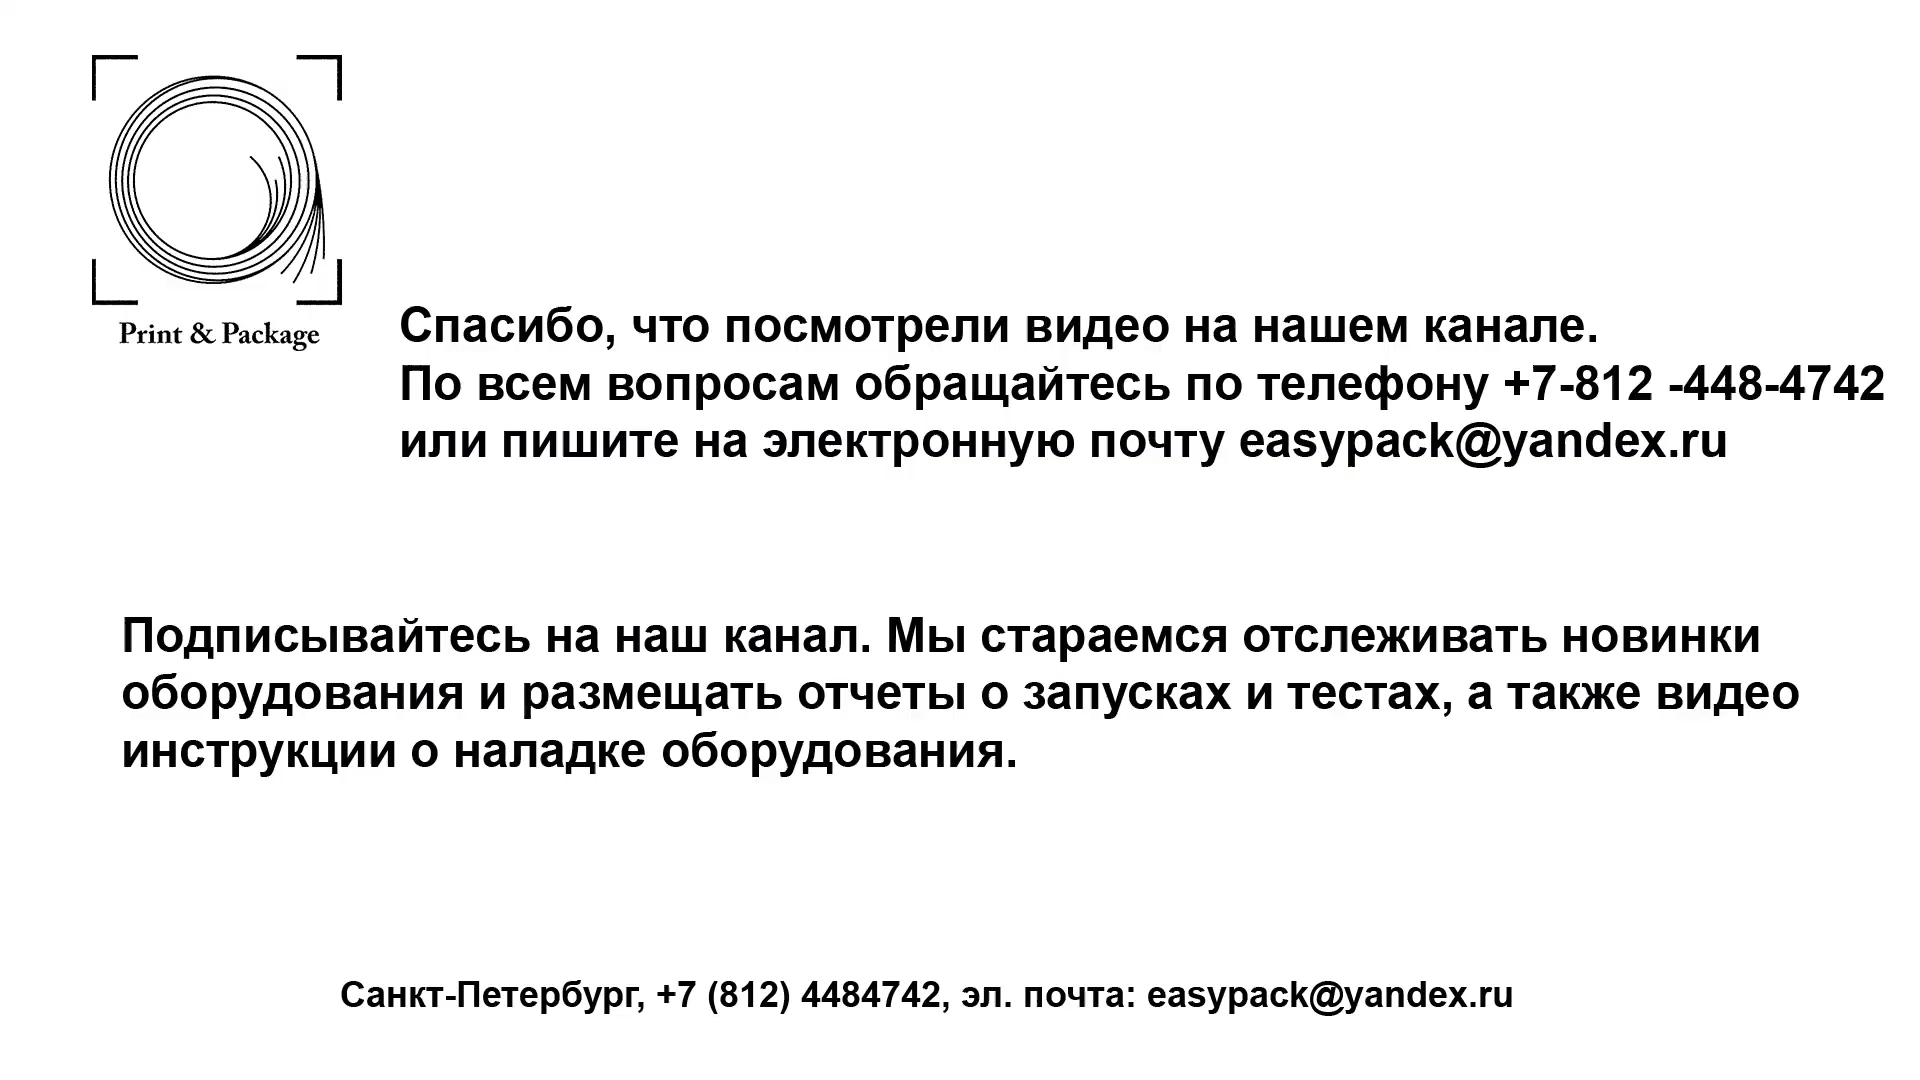 Print & Package
Спасибо, что посмотрели видео на нашем канале.
По всем вопросам обращайтесь по телефону +7-812 -448-4742
или пишите на электронную почту easypack@yandex.ru
Подписывайтесь на наш канал. Мы стараемся отслеживать новинки
оборудования и размещать отчеты о запусках и тестах, а также видео
инструкции о наладке оборудования.
Санкт-Петербург, +7 (812) 4484742, эл. почта: easypack@yandex.ru